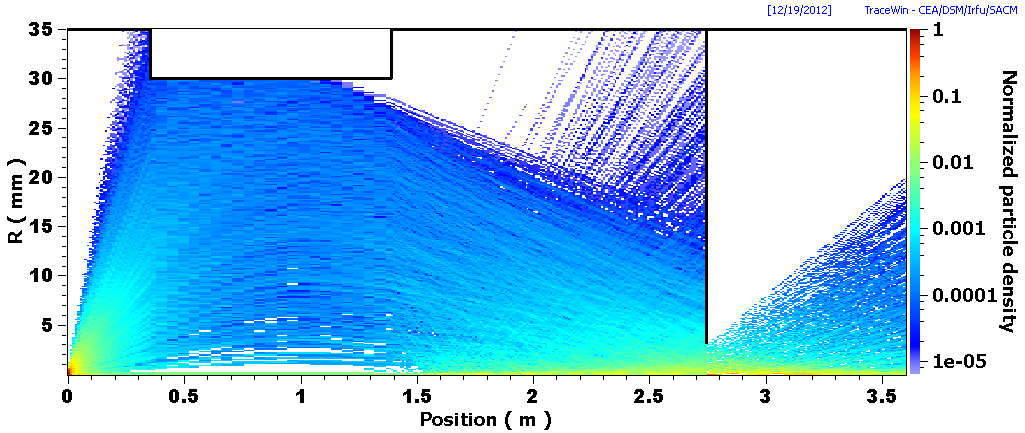 [12/19/2012] TraceWin - CEA/DSM/Irfu/SACM
35
30
25
20
15
10
5
R ( mm )
0 0.5 1 1.5 2 2.5 3 3.5
Position ( m )
1
0.1
0.01
0.001
0.0001
1e-05
Normalized particle density